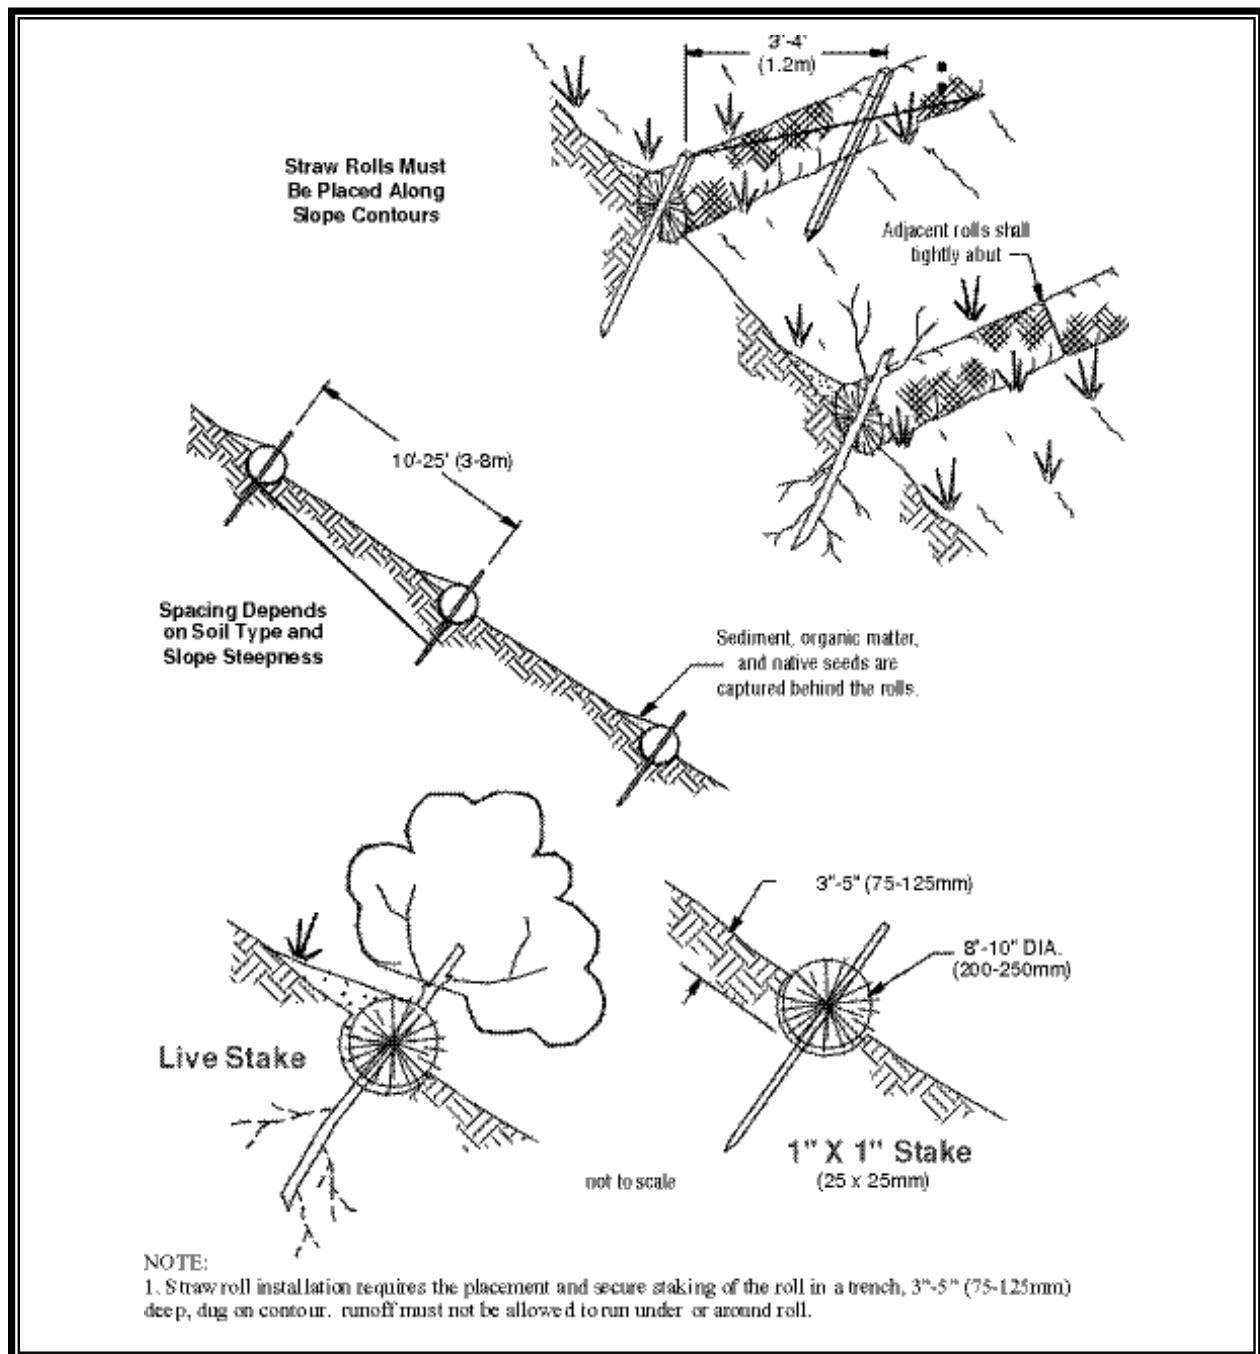 3'-4'
(1.2m)
Straw Rolls Must
Be Placed Along
Slope Contours
Adjacent rolls shall
tightly abut
10'-25' (3-8m)
Spacing Depends
on Soil Type and
Slope Steepness
Sediment, organic matter,
and native seeds are
captured behind the rolls.
3"-5" (75-125mm)
8"-10" DIA.
(200-250mm)
Live Stake
1" X 1" Stake
(25 x 25mm)
not to scale
NOTE:
1. Straw roll installation requires the placement and secure staking of the roll in a trench, 3"-5" (75-125mm)
deep, dug on contour. runoff must not be allowed to run under or around roll.